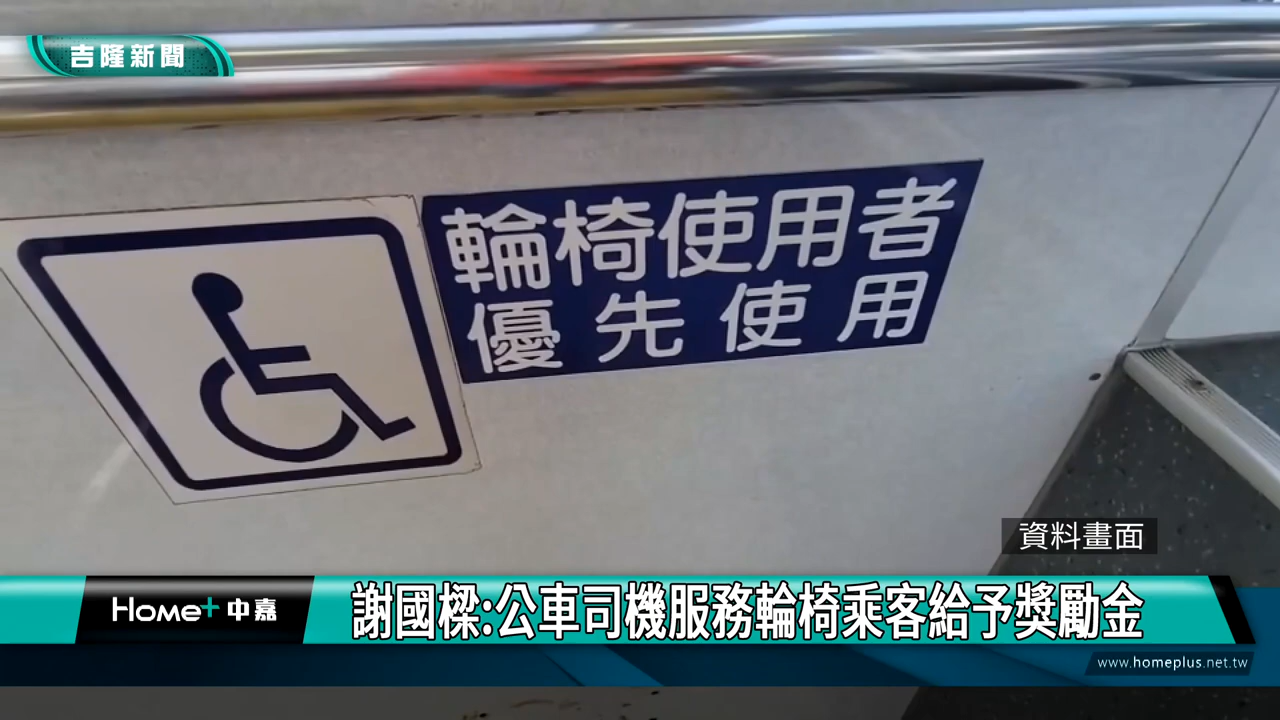 吉隆新聞
輪椅使用者
優先使用
資料畫面
Home+中嘉
謝國樑:公車司機服務輪椅乘客給予獎勵金
www.homeplus.net.tw